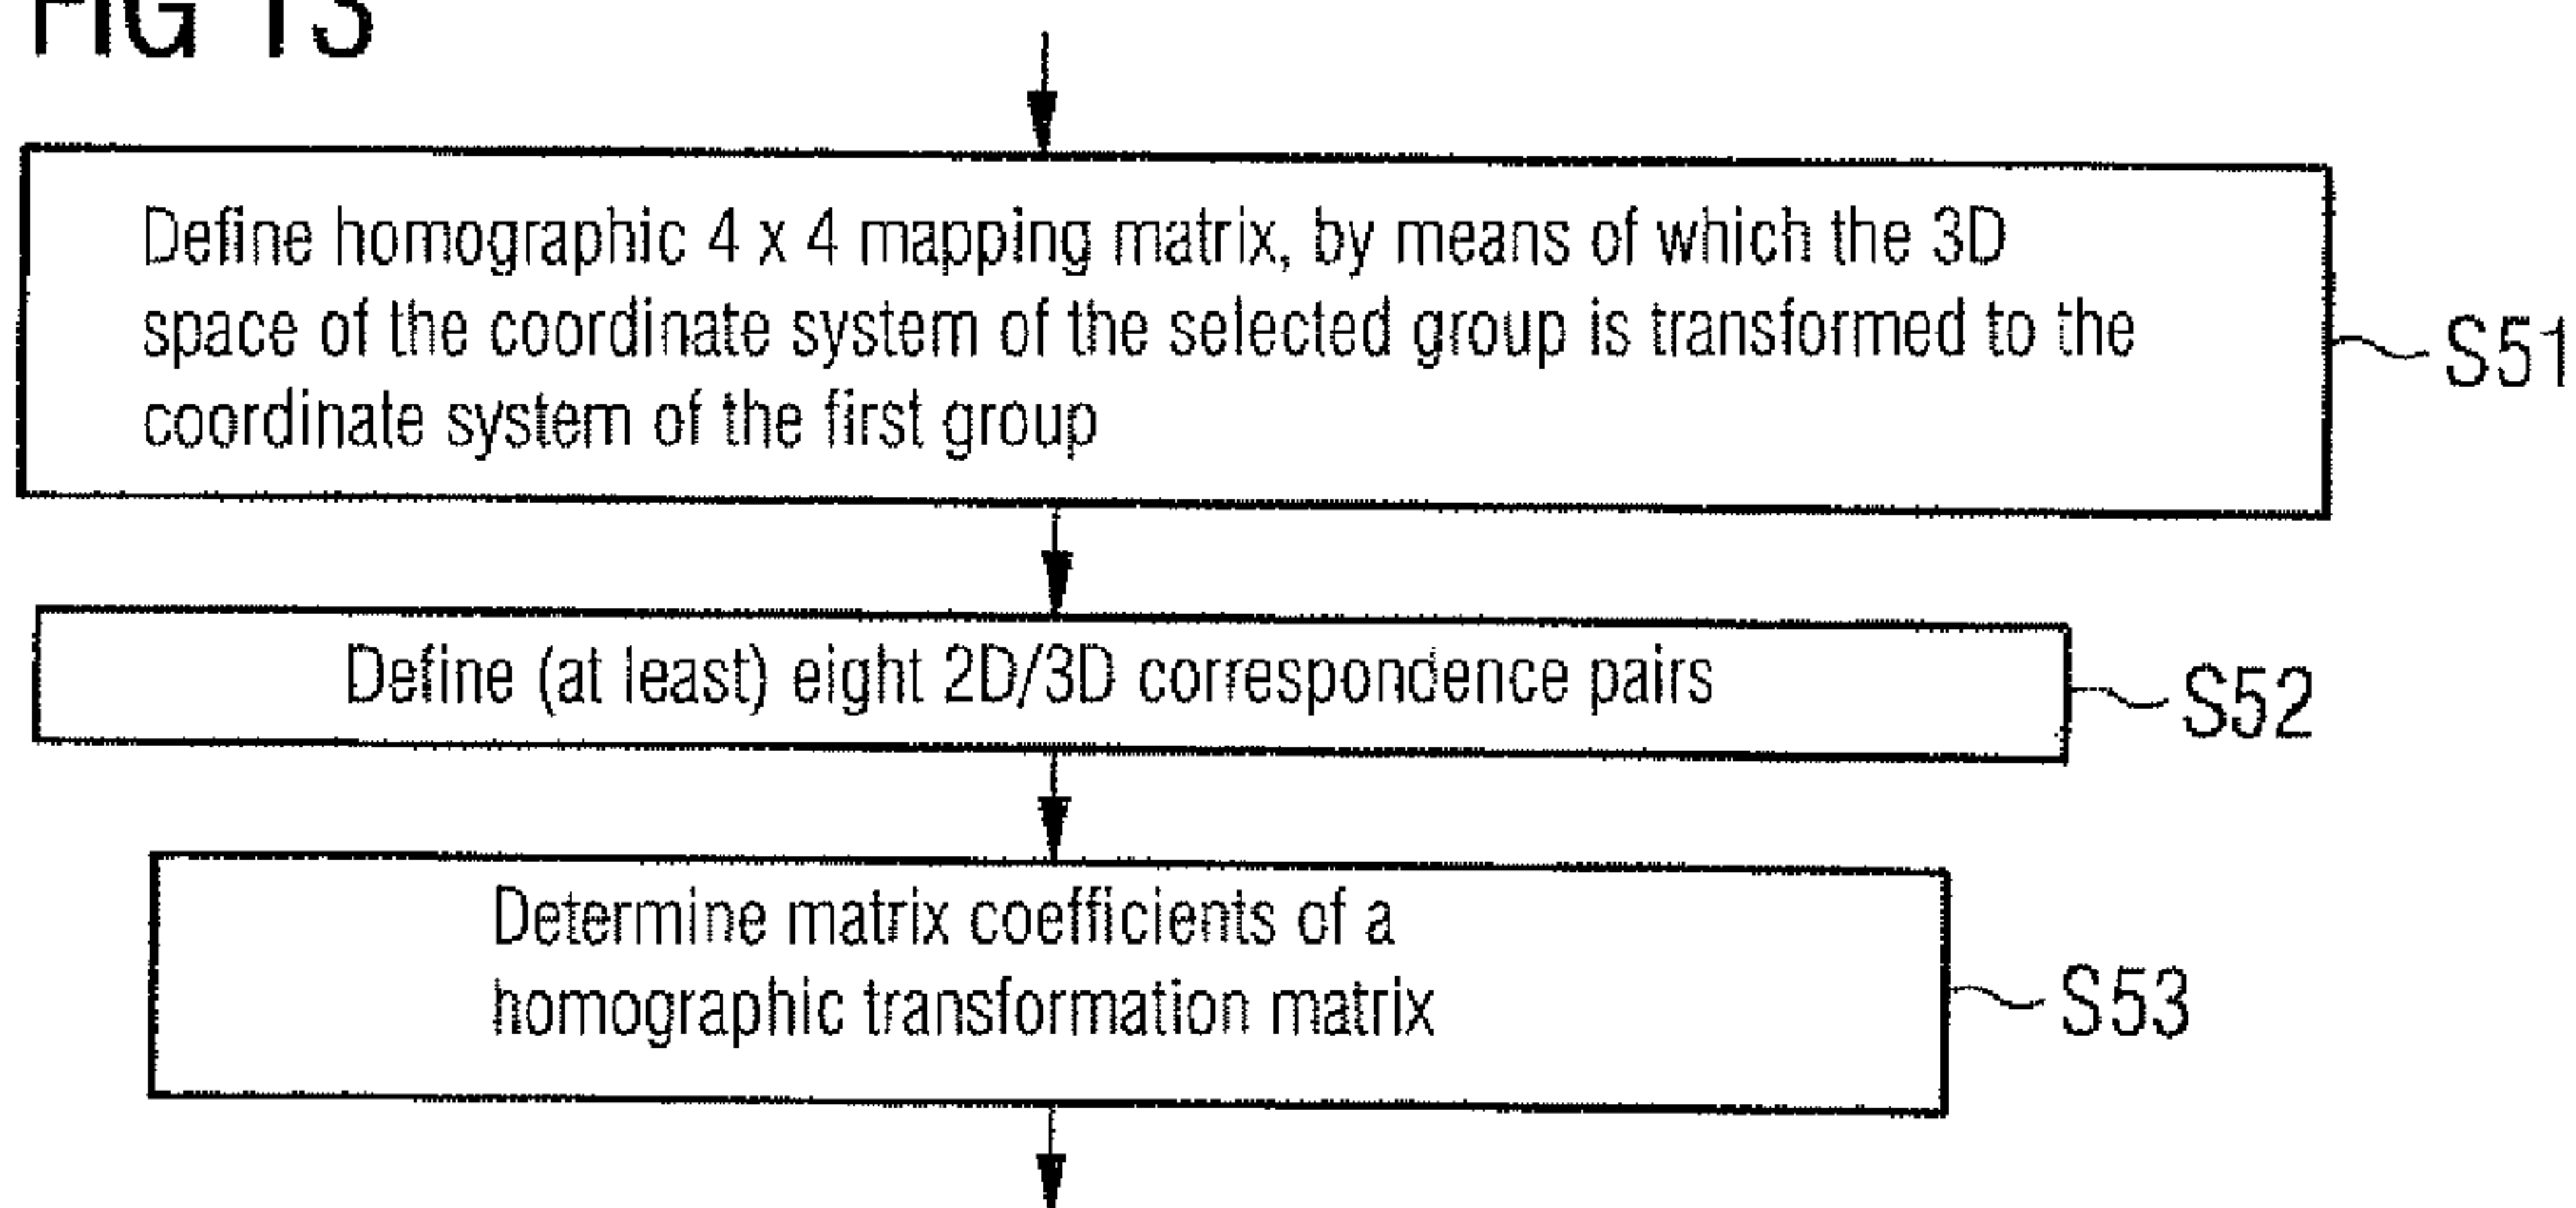 FIG 13
Define homographic 4 x 4 mapping matrix, by means of which the 3D
space of the coordinate system of the selected group is transformed to the
coordinate system of the first group
S51
Define (at least) eight 2D/3D correspondence pairs
S52
Determine matrix coefficients of a
homographic transformation matrix
S53